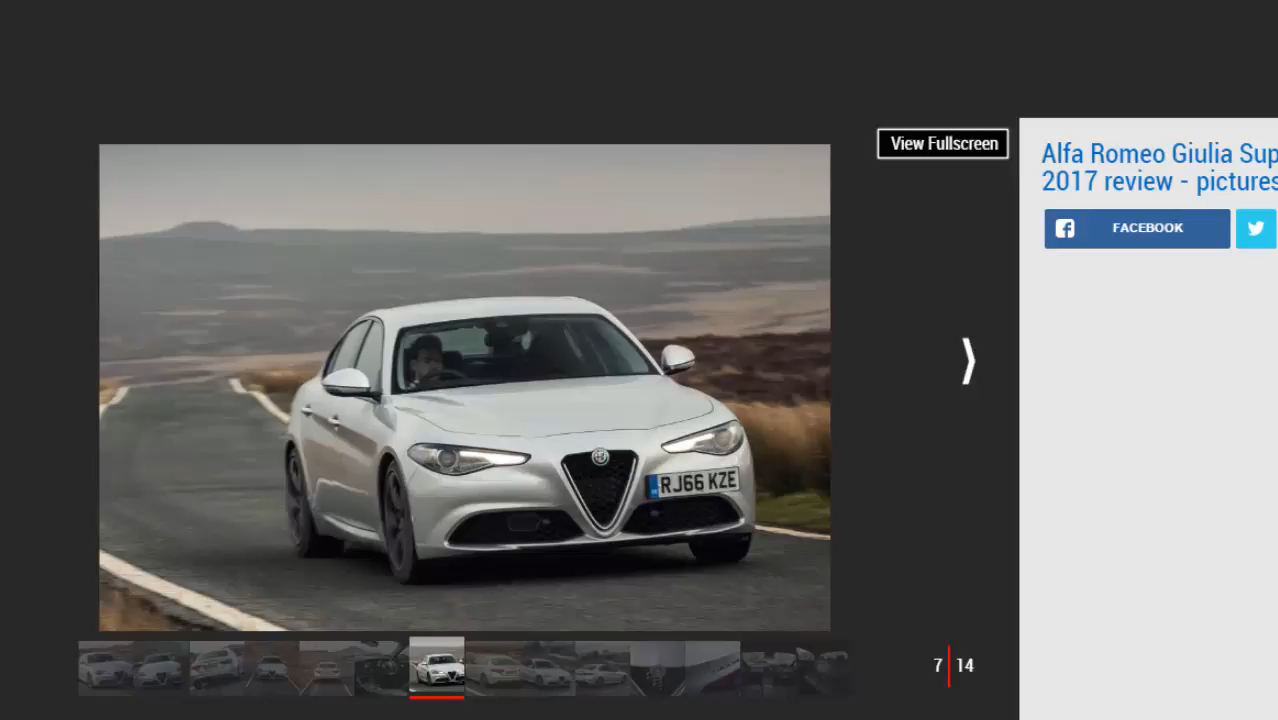 View Fullscreen
Alfa Romeo Giulia Sup
2017 review - pictures
FACEBOOK
RJ66 KZE
7 14